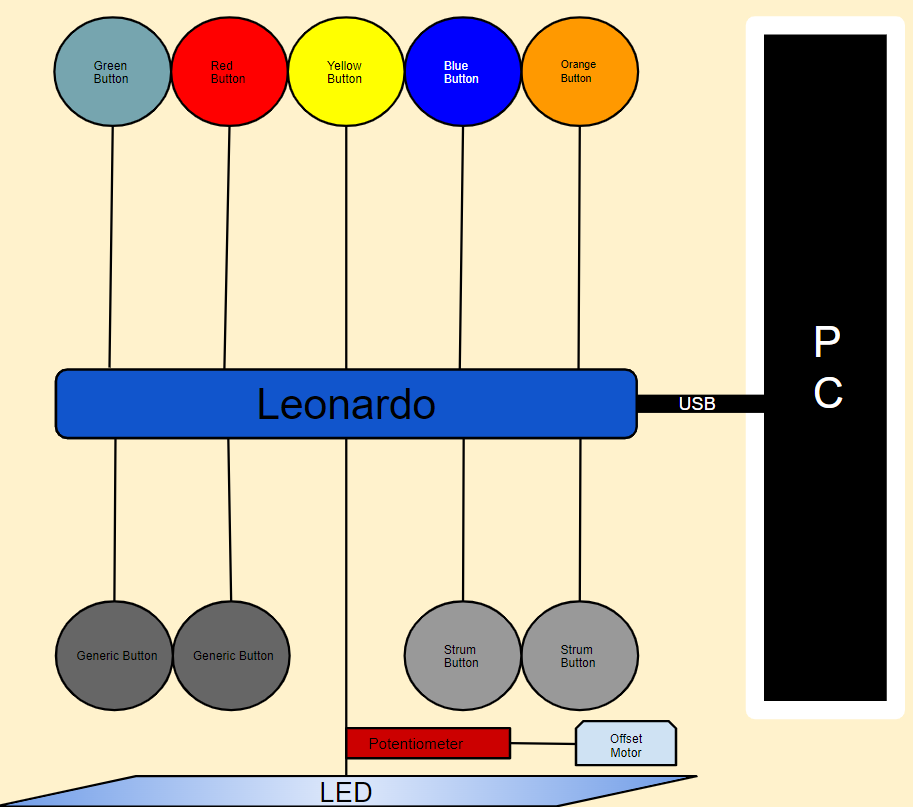 Green
Button
Red
Button
Yellow
Button
Blue
Button
Orange
Button
Leonardo
USB
P
C
Generic Button
Generic Button
Strum
Button
Strum
Button
Potentiometer
Offset
Motor
LED